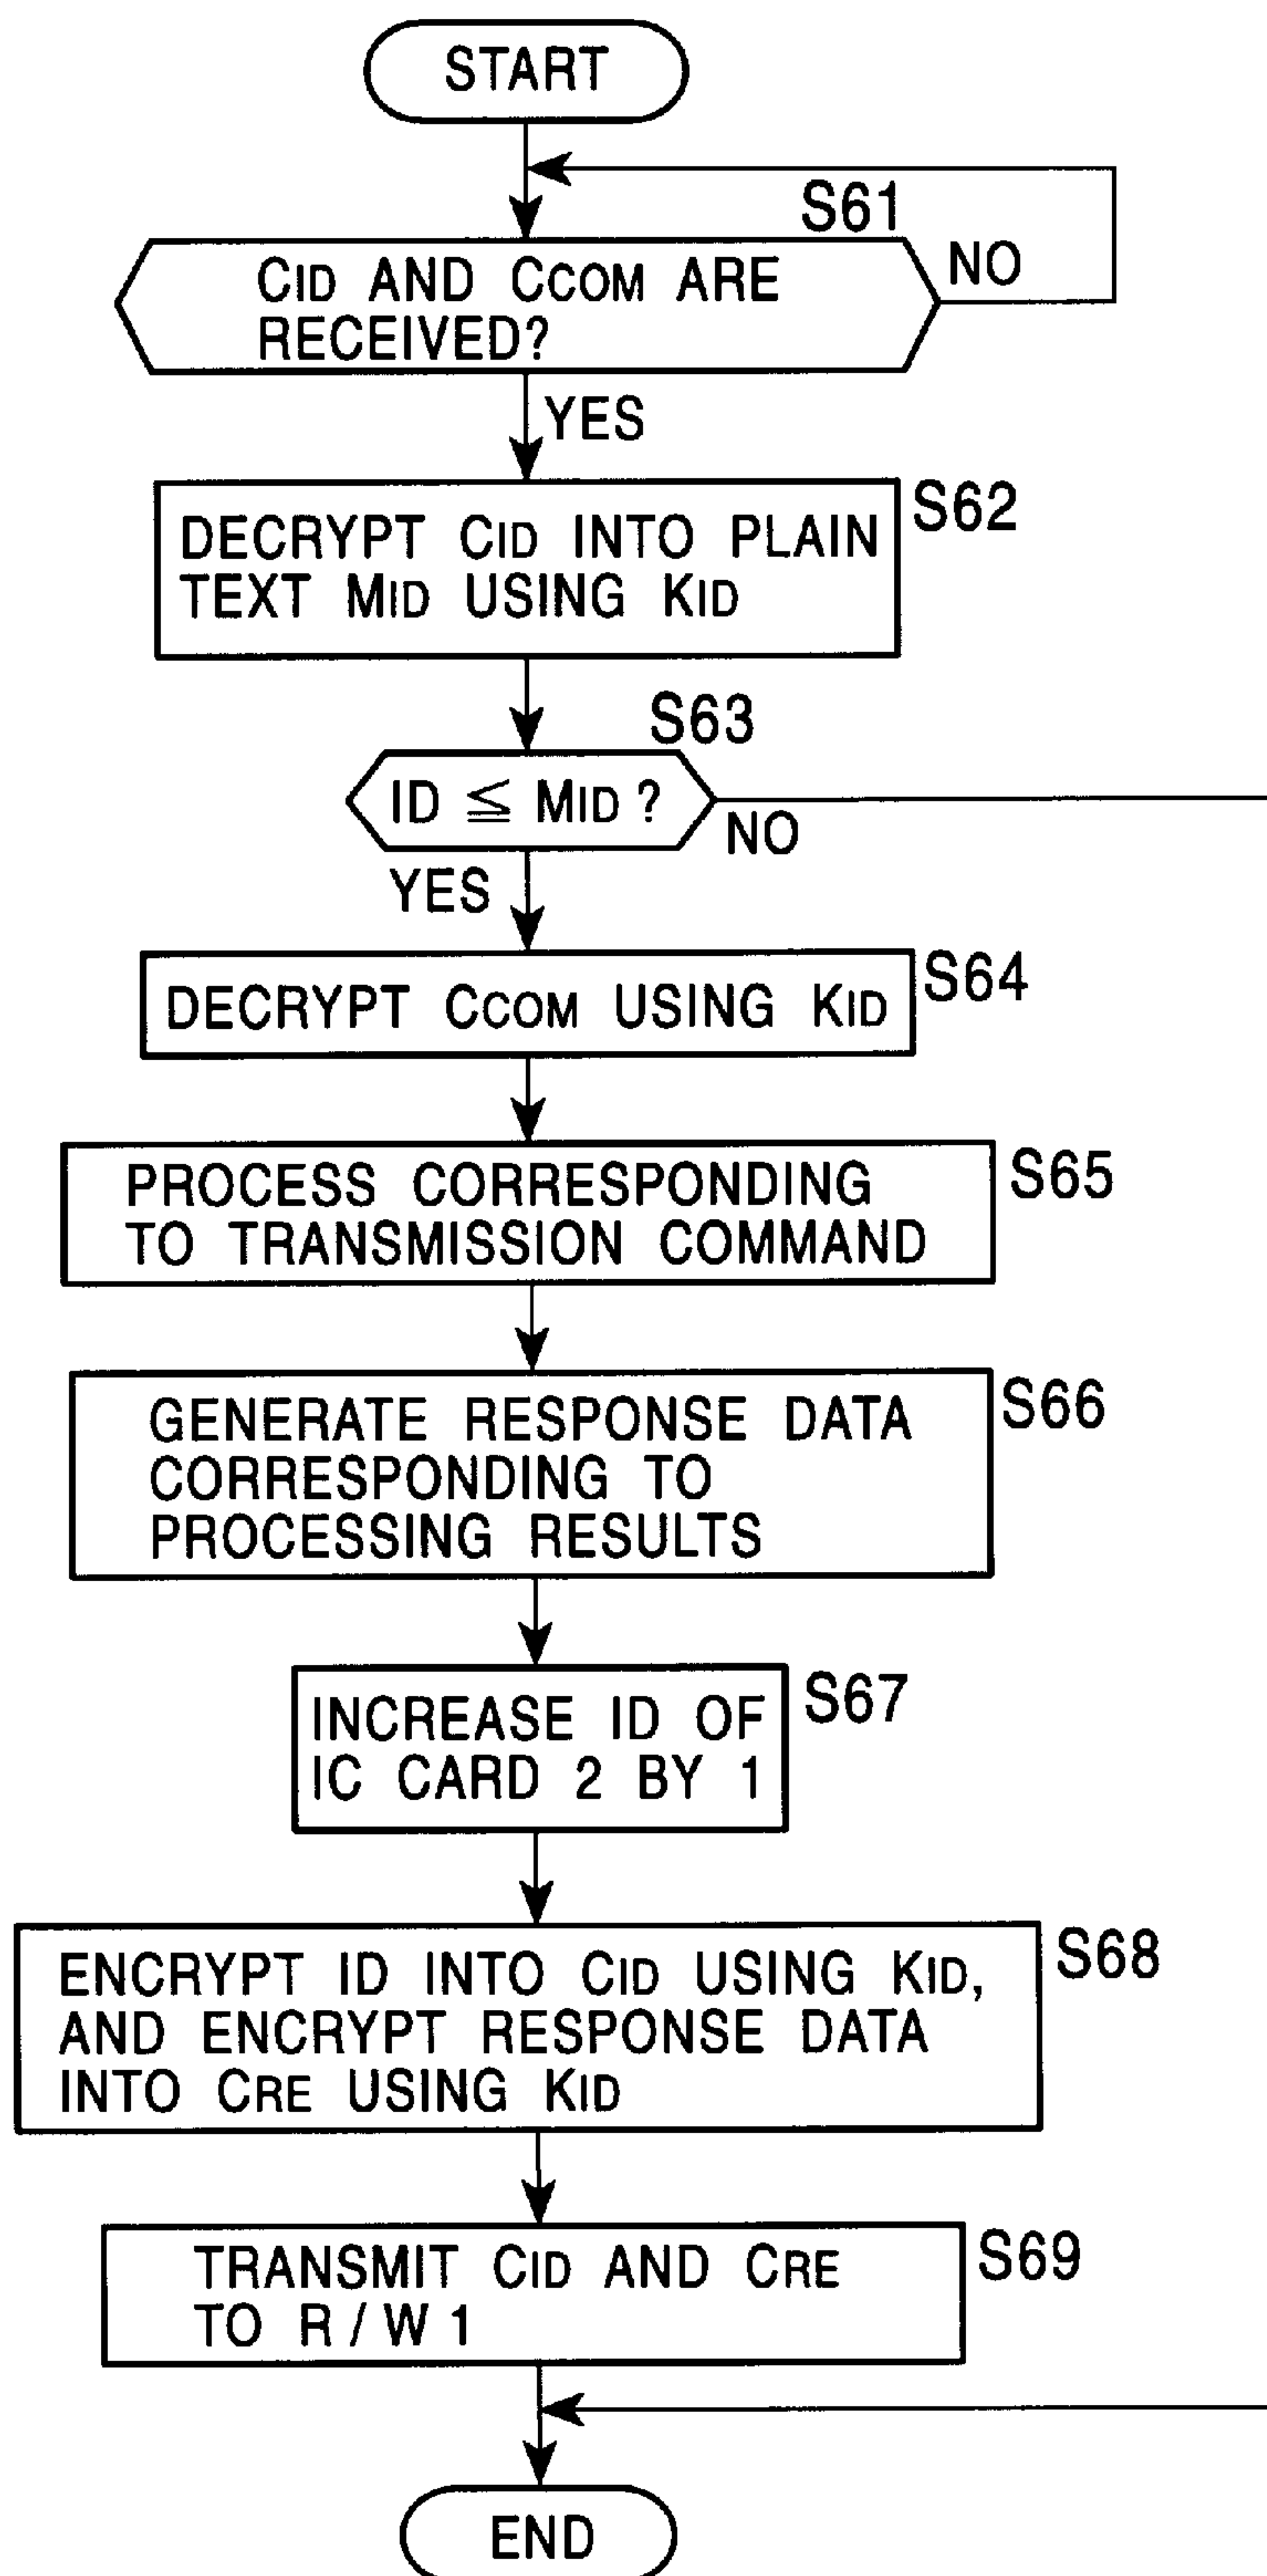 START
S61
CID AND CCOM ARE
RECEIVED?
NO
YES
S62
DECRYPT CID INTO PLAIN
TEXT MID USING KID
S63
ID ≦ MID ?
NO
YES
S64
DECRYPT CCOM USING KID
S65
PROCESS CORRESPONDING
TO TRANSMISSION COMMAND
S66
GENERATE RESPONSE DATA
CORRESPONDING TO
PROCESSING RESULTS
S67
INCREASE ID OF
IC CARD 2 BY 1
S68
ENCRYPT ID INTO CID USING KID,
AND ENCRYPT RESPONSE DATA
INTO CRE USING KID
S69
TRANSMIT CID AND CRE
TO R / W 1
END